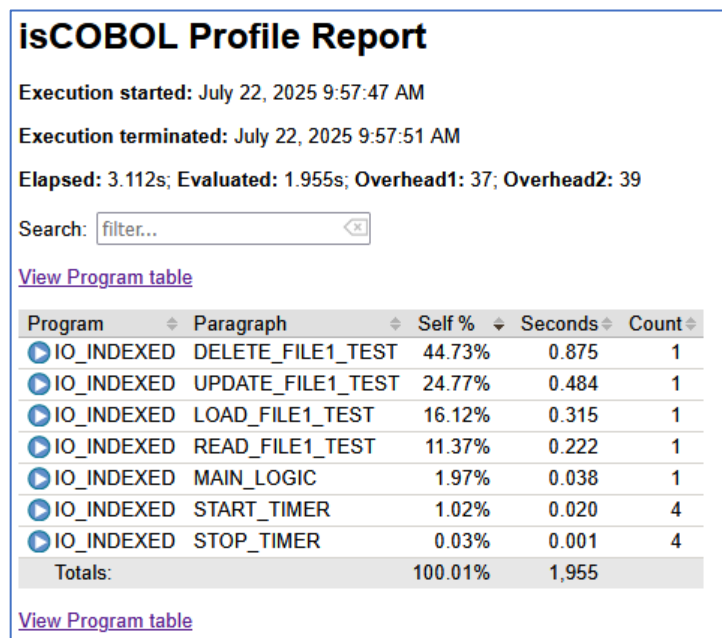 isCOBOL Profile Report
Execution started: July 22, 2025 9:57:47 AM
Execution terminated: July 22, 2025 9:57:51 AM
Elapsed: 3.112s; Evaluated: 1.955s; Overhead1: 37; Overhead2: 39
Search: filter...
View Program table
Program Paragraph Self % Seconds Count
IO_INDEXED DELETE_FILE1_TEST 44.73% 0.875 1
IO_INDEXED UPDATE_FILE1_TEST 24.77% 0.484 1
IO_INDEXED LOAD_FILE1_TEST 16.12% 0.315 1
IO_INDEXED READ_FILE1_TEST 11.37% 0.222 1
IO_INDEXED MAIN_LOGIC 1.97% 0.038 1
IO_INDEXED START_TIMER 1.02% 0.020 4
IO_INDEXED STOP_TIMER 0.03% 0.001 4
Totals: 100.01% 1,955
View Program table